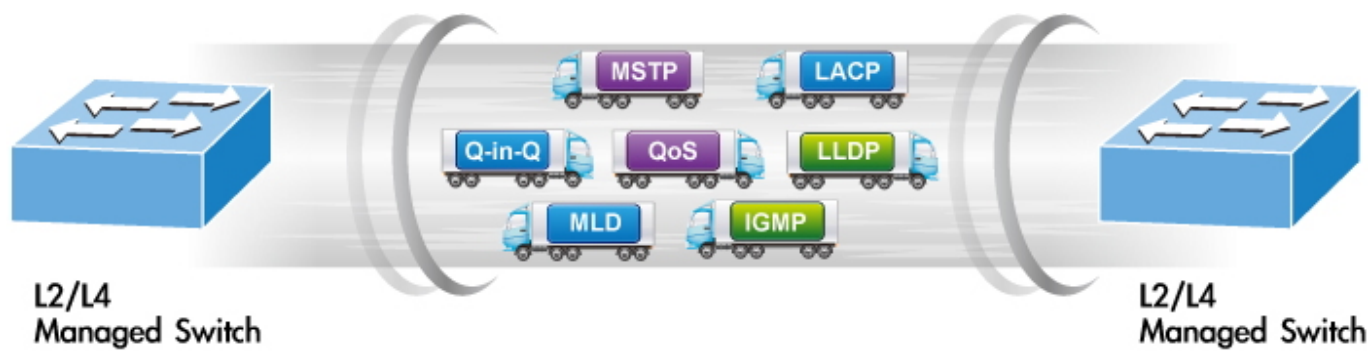 MSTP
LACP
Q-in-Q
QoS
LLDP
MLD
IGMP
L2/L4
Managed Switch
L2/L4
Managed Switch